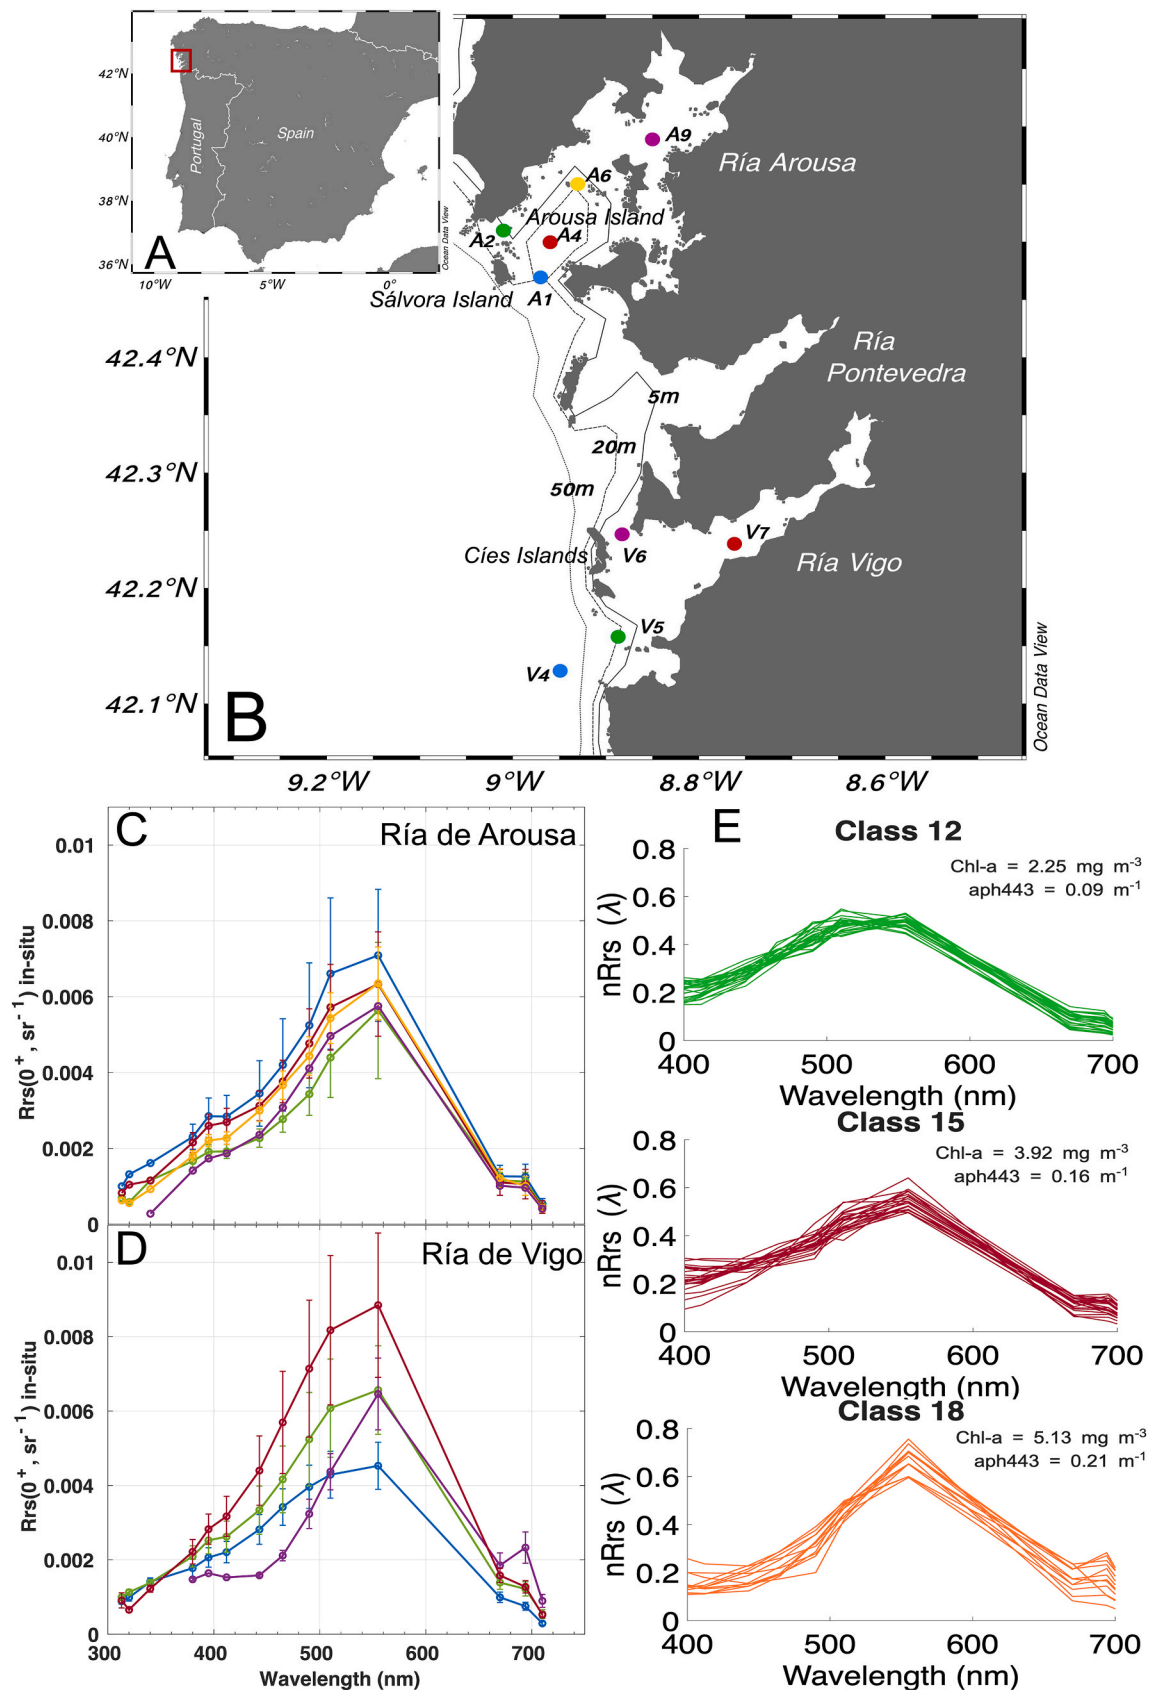 42°N
40°N
38°N
36°N
10°W
5°W
0°
Portugal
Spain
A
Ocean Data View
A9
Ría Arousa
A6
Arousa Island
A2
A4
Sálvora Island
A1
42.4°N
42.3°N
42.2°N
42.1°N
Ría
Pontevedra
5m
20m
50m
Cíes Islands
V6
V7
Ría Vigo
V5
V4
B
Ocean Data View
9.2°W
9°W
8.8°W
8.6°W
C
Ría de Arousa
0.01
0.008
0.006
0.004
0.002
0
Rrs(0⁺, sr⁻¹) in-situ
D
Ría de Vigo
0.01
0.008
0.006
0.004
0.002
0
Rrs(0⁺, sr⁻¹) in-situ
300
400
500
600
700
Wavelength (nm)
E
Class 12
Chl-a = 2.25 mg m⁻³
aph443 = 0.09 m⁻¹
0.8
0.6
0.4
0.2
0
nRrs (λ)
400
500
600
700
Wavelength (nm)
Class 15
Chl-a = 3.92 mg m⁻³
aph443 = 0.16 m⁻¹
0.8
0.6
0.4
0.2
0
nRrs (λ)
400
500
600
700
Wavelength (nm)
Class 18
Chl-a = 5.13 mg m⁻³
aph443 = 0.21 m⁻¹
0.8
0.6
0.4
0.2
0
nRrs (λ)
400
500
600
700
Wavelength (nm)